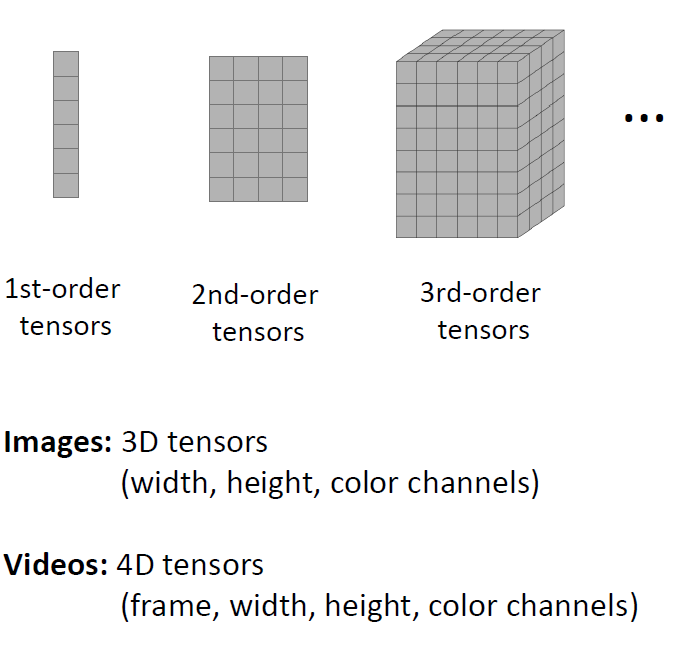 ...
1st-order
tensors
2nd-order
tensors
3rd-order
tensors
Images: 3D tensors
(width, height, color channels)
Videos: 4D tensors
(frame, width, height, color channels)